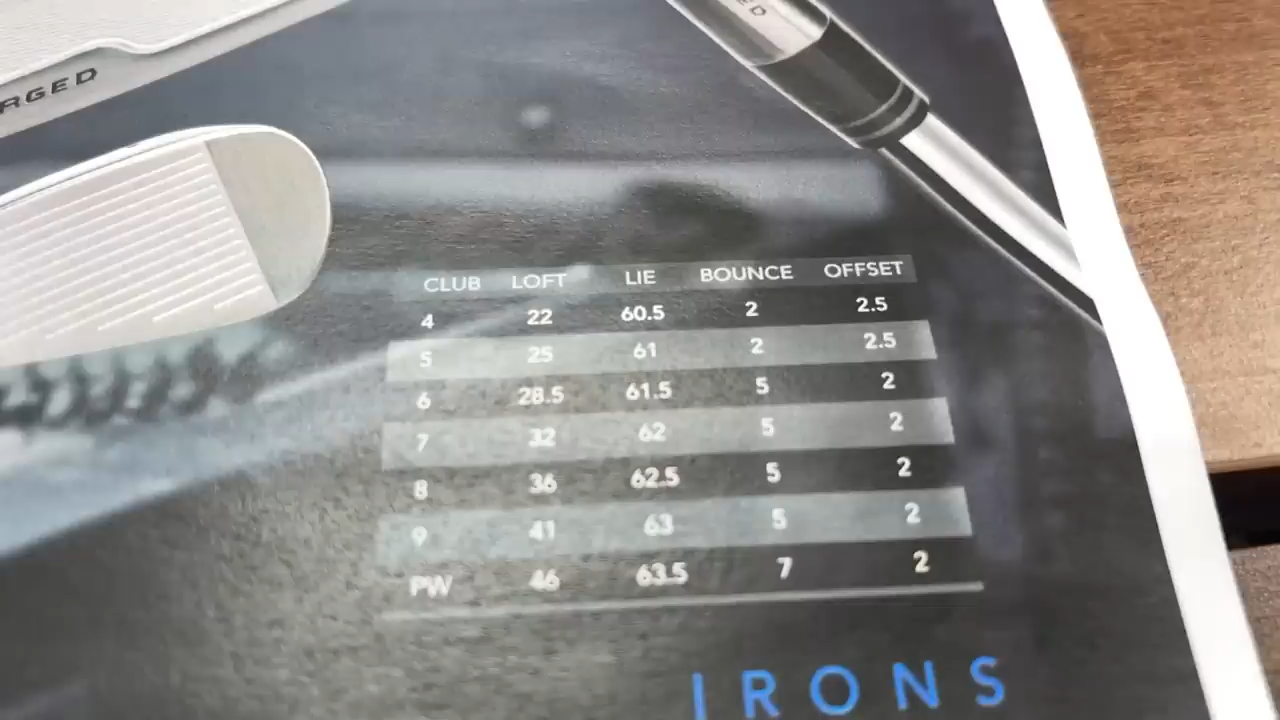 RGED
ED
CLUB LOFT LIE BOUNCE OFFSET
4 22 60.5 2 2.5
5 25 61 2 2.5
6 28.5 61.5 5 2
7 32 62 5 2
8 36 62.5 5 2
9 41 63 5 2
PW 46 63.5 7 2
IRONS